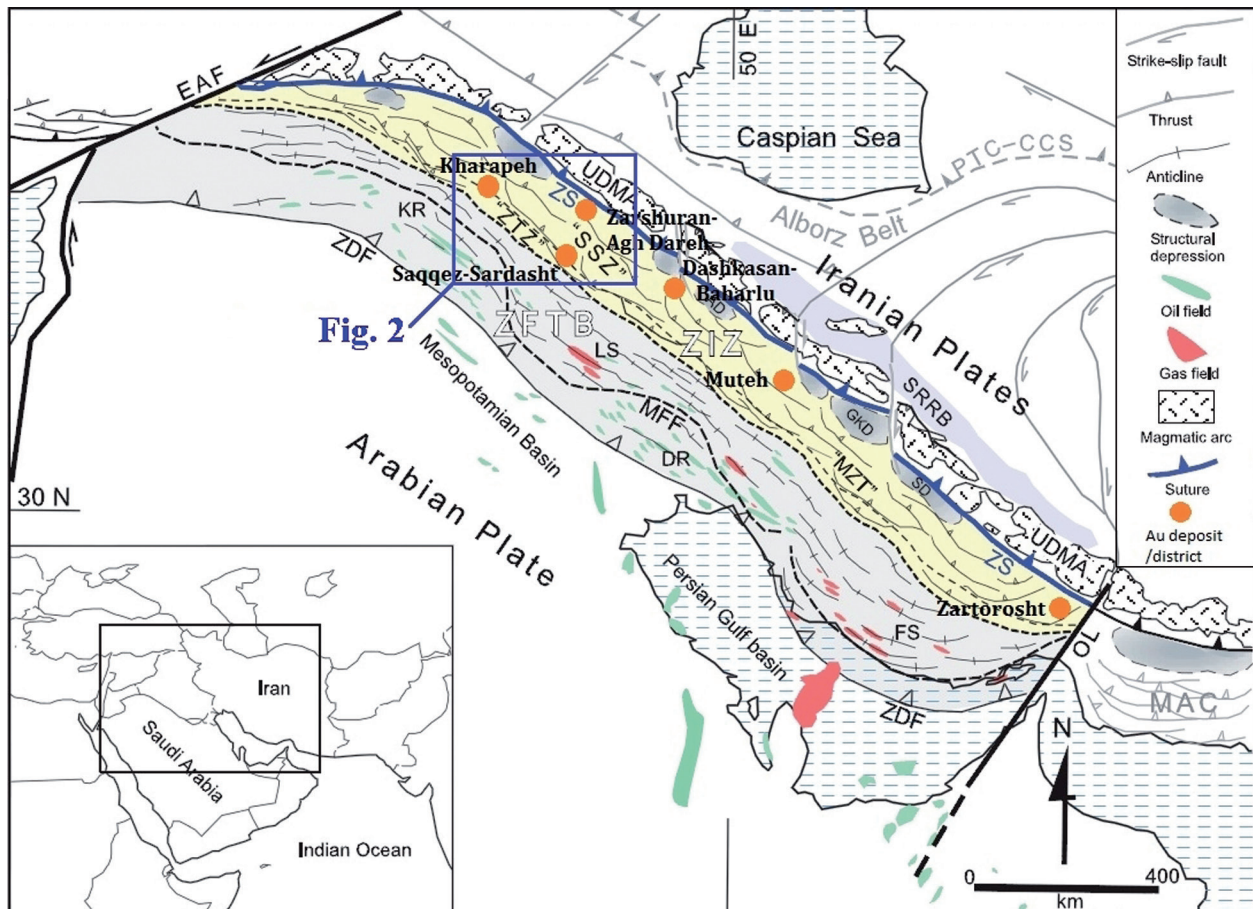 50 E
EAF
Caspian Sea
PIC-CCS
Alborz Belt
Kharapeh
UDMA
ZS
KR
"ZTZ"
"SSZ"
Zarshuran-
Agh Dareh
ZDF
Saqqez-Sardasht
Dashkasan-
Baharlu
Iranian Plates
Fig. 2
ZFTB
ZIZ
LS
Mesopotamian Basin
Muteh
SRRB
MFF
GKD
DR
"MZT"
SD
30 N
Arabian Plate
ZS
UDMA
Persian Gulf basin
Zartorosht
FS
OL
ZDF
MAC
N
0
400
km
Iran
Saudi Arabia
Indian Ocean
Strike-slip fault
Thrust
Anticline
Structural
depression
Oil field
Gas field
Magmatic arc
Suture
Au deposit
/district